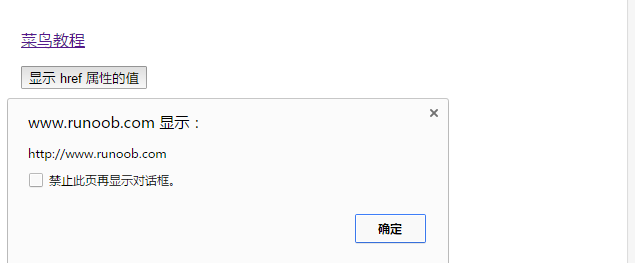 菜鸟教程
显示 href 属性的值
www.runoob.com 显示：
http://www.runoob.com
禁止此页再显示对话框。
确定